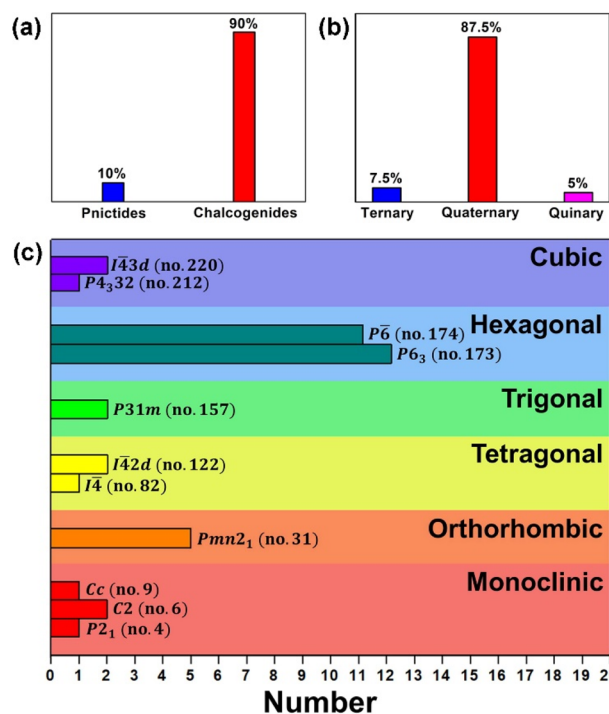 (a)
90%
10%
Pnictides Chalcogenides
(b)
87.5%
7.5%
5%
Ternary Quaternary Quinary
(c)
Cubic
I4̅3d (no. 220)
P4₃32 (no. 212)
Hexagonal
P6̅ (no. 174)
P6₃ (no. 173)
Trigonal
P31m (no. 157)
Tetragonal
I4̅2d (no. 122)
I4̅ (no. 82)
Orthorhombic
Pmn2₁ (no. 31)
Monoclinic
Cc (no. 9)
C2 (no. 6)
P2₁ (no. 4)
0 1 2 3 4 5 6 7 8 9 10 11 12 13 14 15 16 17 18 19 2
Number